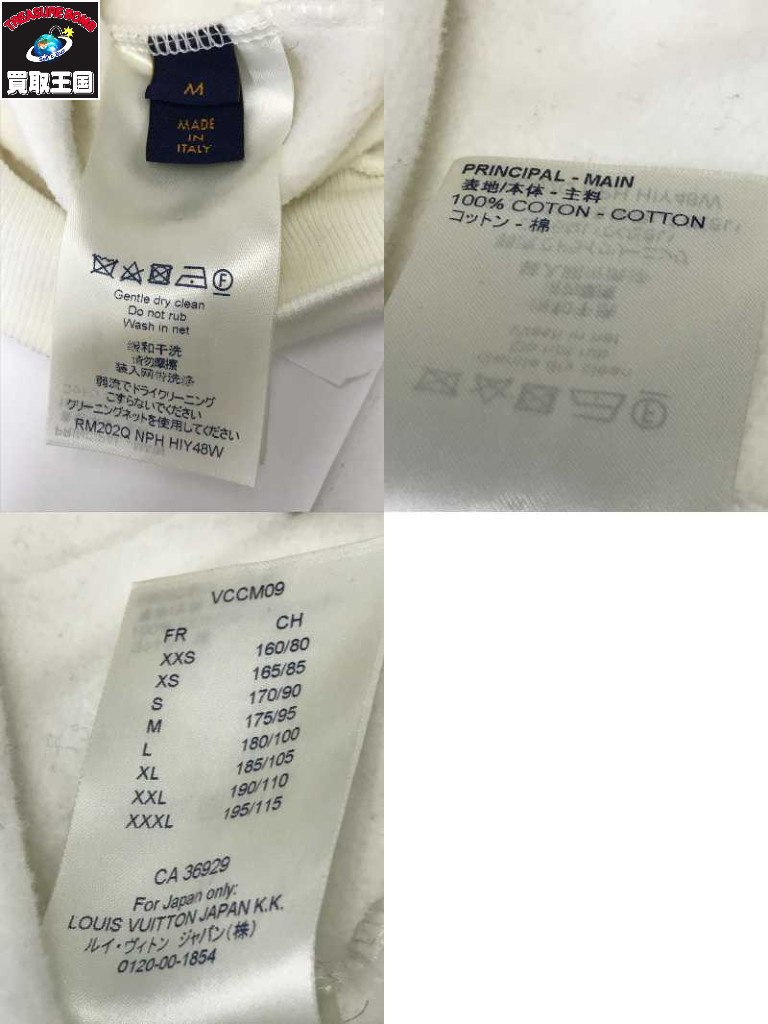 TREASURE BOMB
買取王国
M
MADE
IN
ITALY
Gentle dry clean
Do not rub
Wash in net
缓和干洗
请勿摩擦
装入网带洗涤
弱流でドライクリーニング
こすらないでください
クリーニングネットを使用してください
RM202Q NPH HIY48W
PRINCIPAL - MAIN
表地/本体 - 主料
100% COTON - COTTON
コットン - 棉
VCCM09
FR CH
XXS 160/80
XS 165/85
S 170/90
M 175/95
L 180/100
XL 185/105
XXL 190/110
XXXL 195/115
CA 36929
For Japan only:
LOUIS VUITTON JAPAN K.K.
ルイ・ヴィトン ジャパン(株)
0120-00-1854